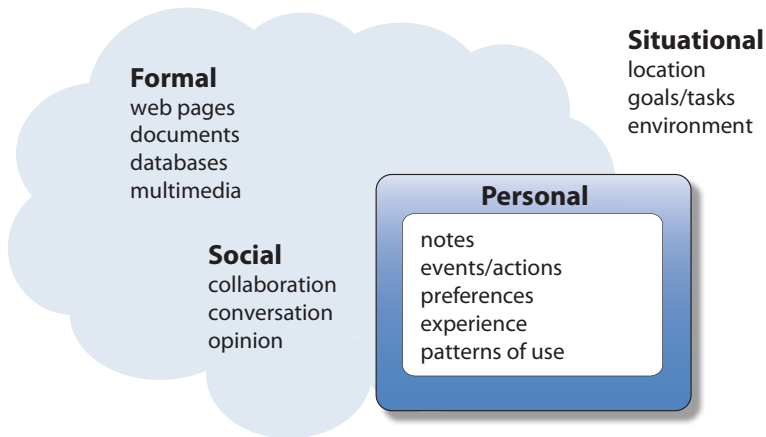 Formal
web pages
documents
databases
multimedia
Social
collaboration
conversation
opinion
Situational
location
goals/tasks
environment
Personal
notes
events/actions
preferences
experience
patterns of use